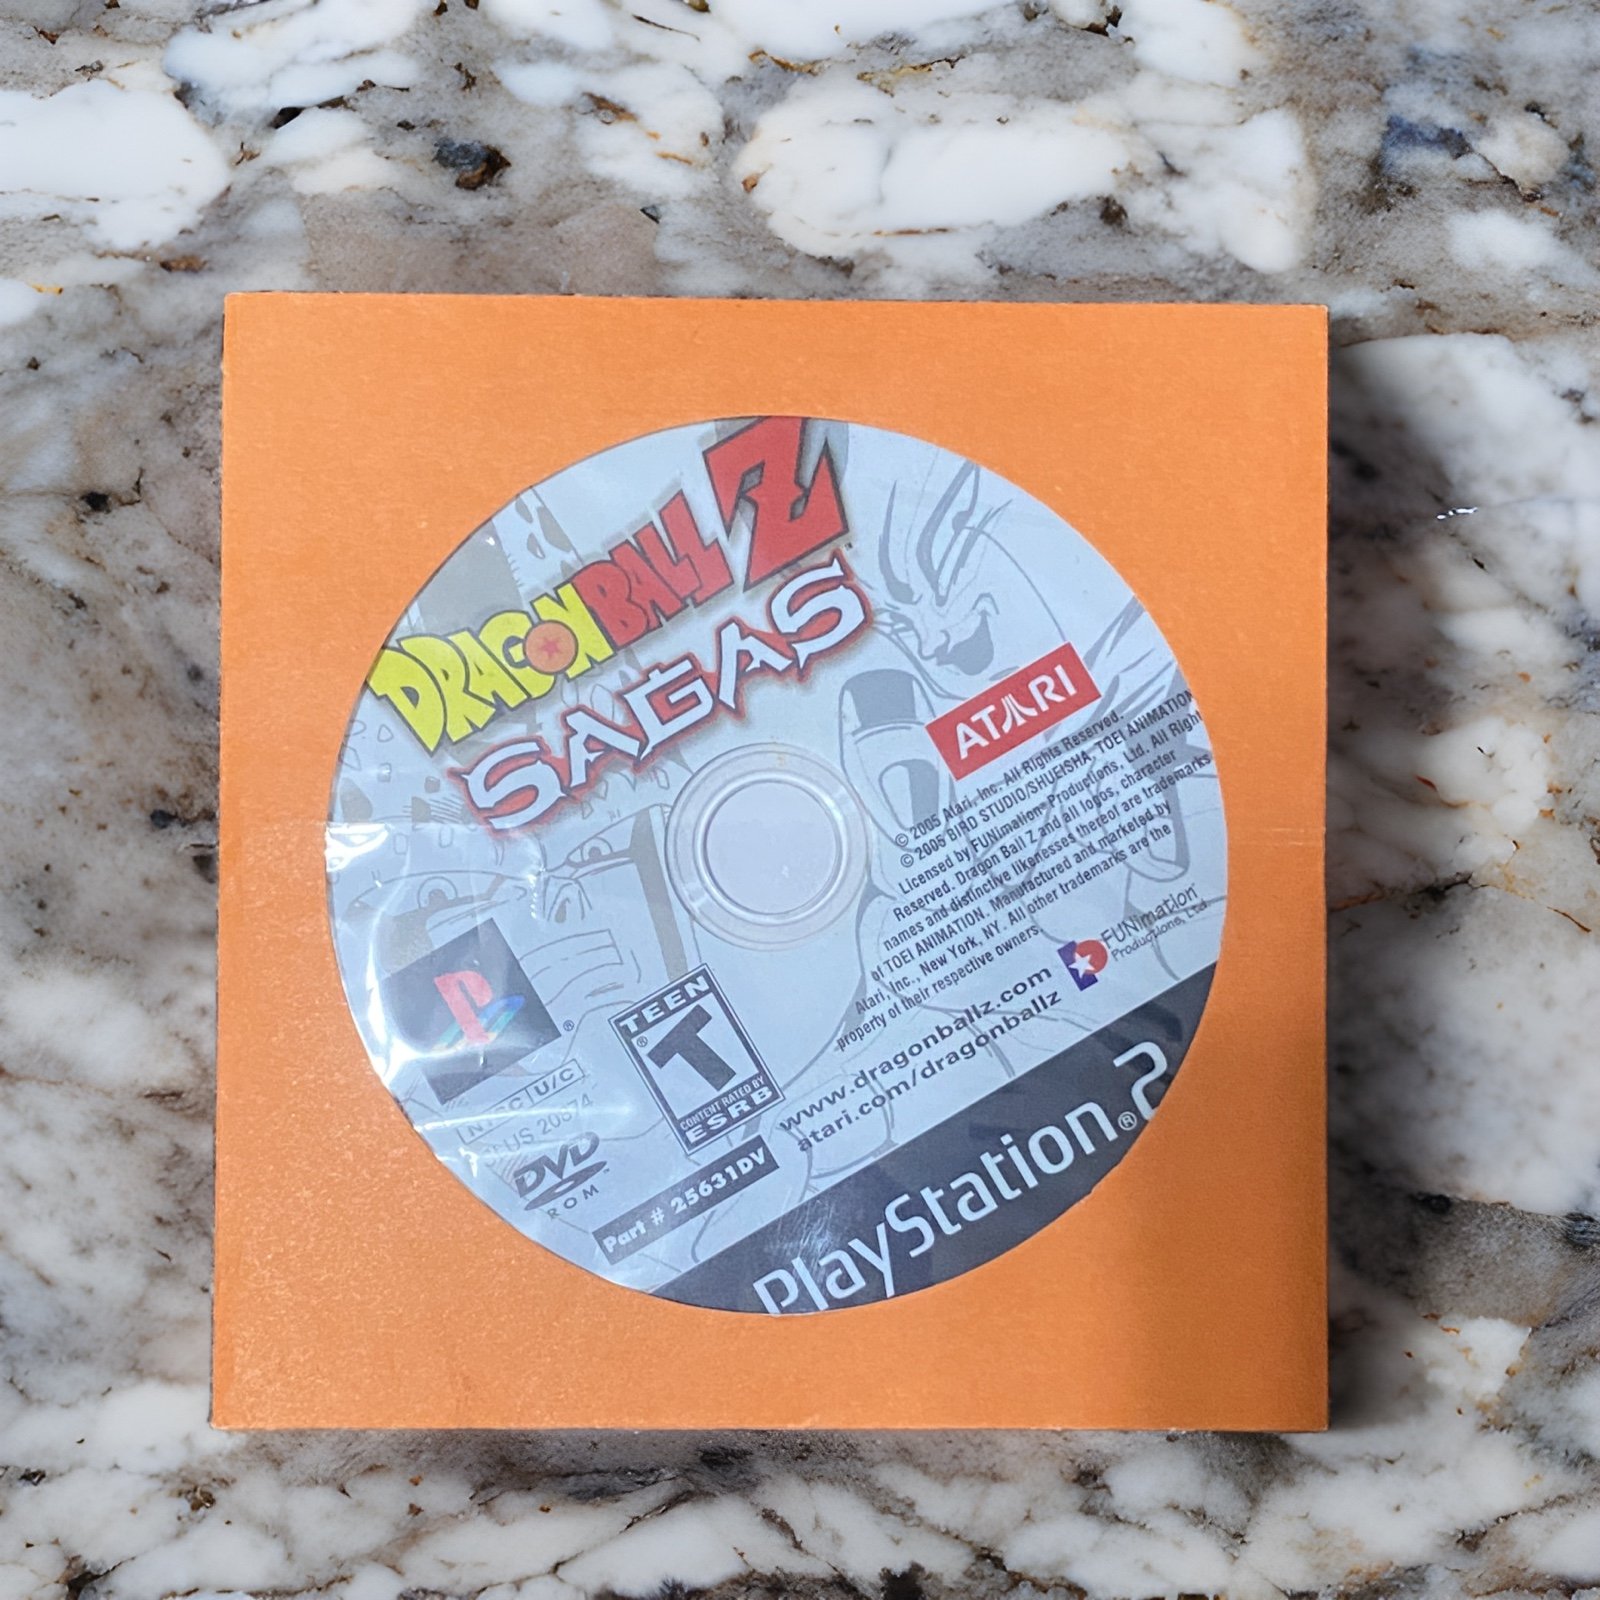 DRAGON BALL Z
SAGAS
ATARI
© 2005 Atari, Inc. All Rights Reserved.
© 2005 BIRD STUDIO/SHUEISHA, TOEI ANIMATION
Licensed by FUNimation® Productions, Ltd. All Right
Reserved. Dragon Ball Z and all logos, character
names and distinctive likenesses thereof are trademarks
of TOEI ANIMATION. Manufactured and marketed by
Atari, Inc., New York, NY. All other trademarks are the
property of their respective owners.
FUNimation
Productions, Ltd
www.dragonballz.com
atari.com/dragonballz
TEEN
T
CONTENT RATED BY
ESRB
U/C
DVD
ROM
Part # 25631DV
PlayStation®2